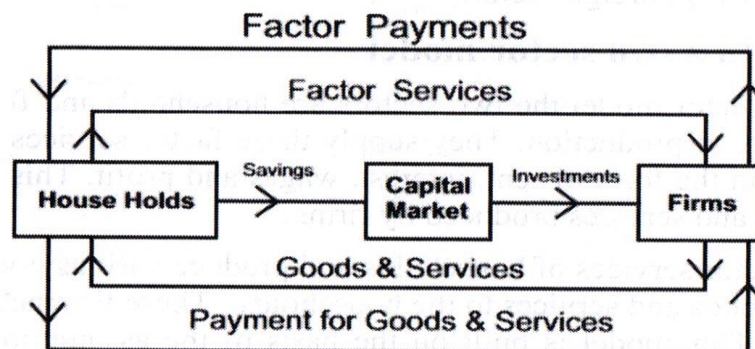 Factor Payments
Factor Services
House Holds
Savings
Capital
Market
Investments
Firms
Goods & Services
Payment for Goods & Services